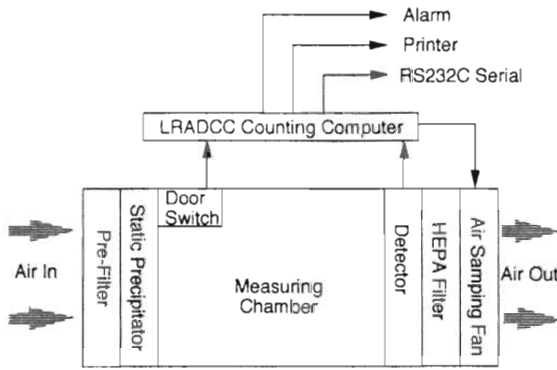 Alarm
Printer
RS232C Serial
LRADCC Counting Computer
Air In
Pre-Filter
Static Precipitator
Door
Switch
Measuring
Chamber
Detector
HEPA Filter
Air Samping Fan
Air Out